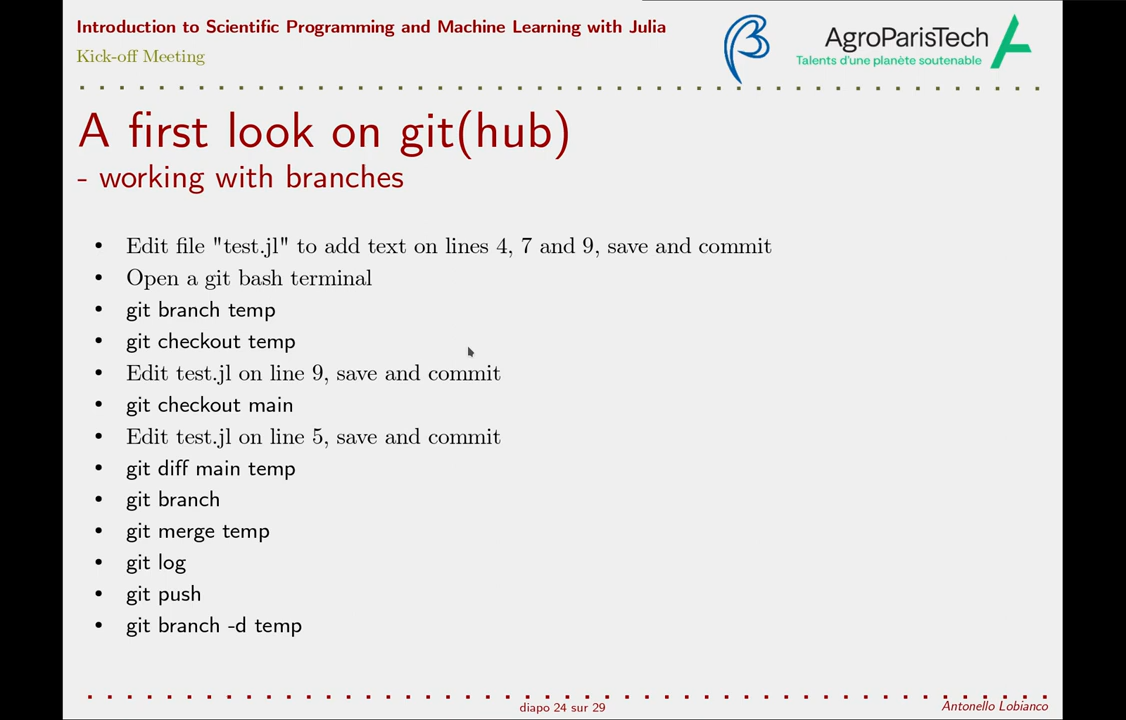 Introduction to Scientific Programming and Machine Learning with Julia
Kick-off Meeting
AgroParisTech
Talents d'une planète soutenable
A first look on git(hub)
- working with branches
• Edit file "test.jl" to add text on lines 4, 7 and 9, save and commit
• Open a git bash terminal
• git branch temp
• git checkout temp
• Edit test.jl on line 9, save and commit
• git checkout main
• Edit test.jl on line 5, save and commit
• git diff main temp
• git branch
• git merge temp
• git log
• git push
• git branch -d temp
diapo 24 sur 29
Antonello Lobianco